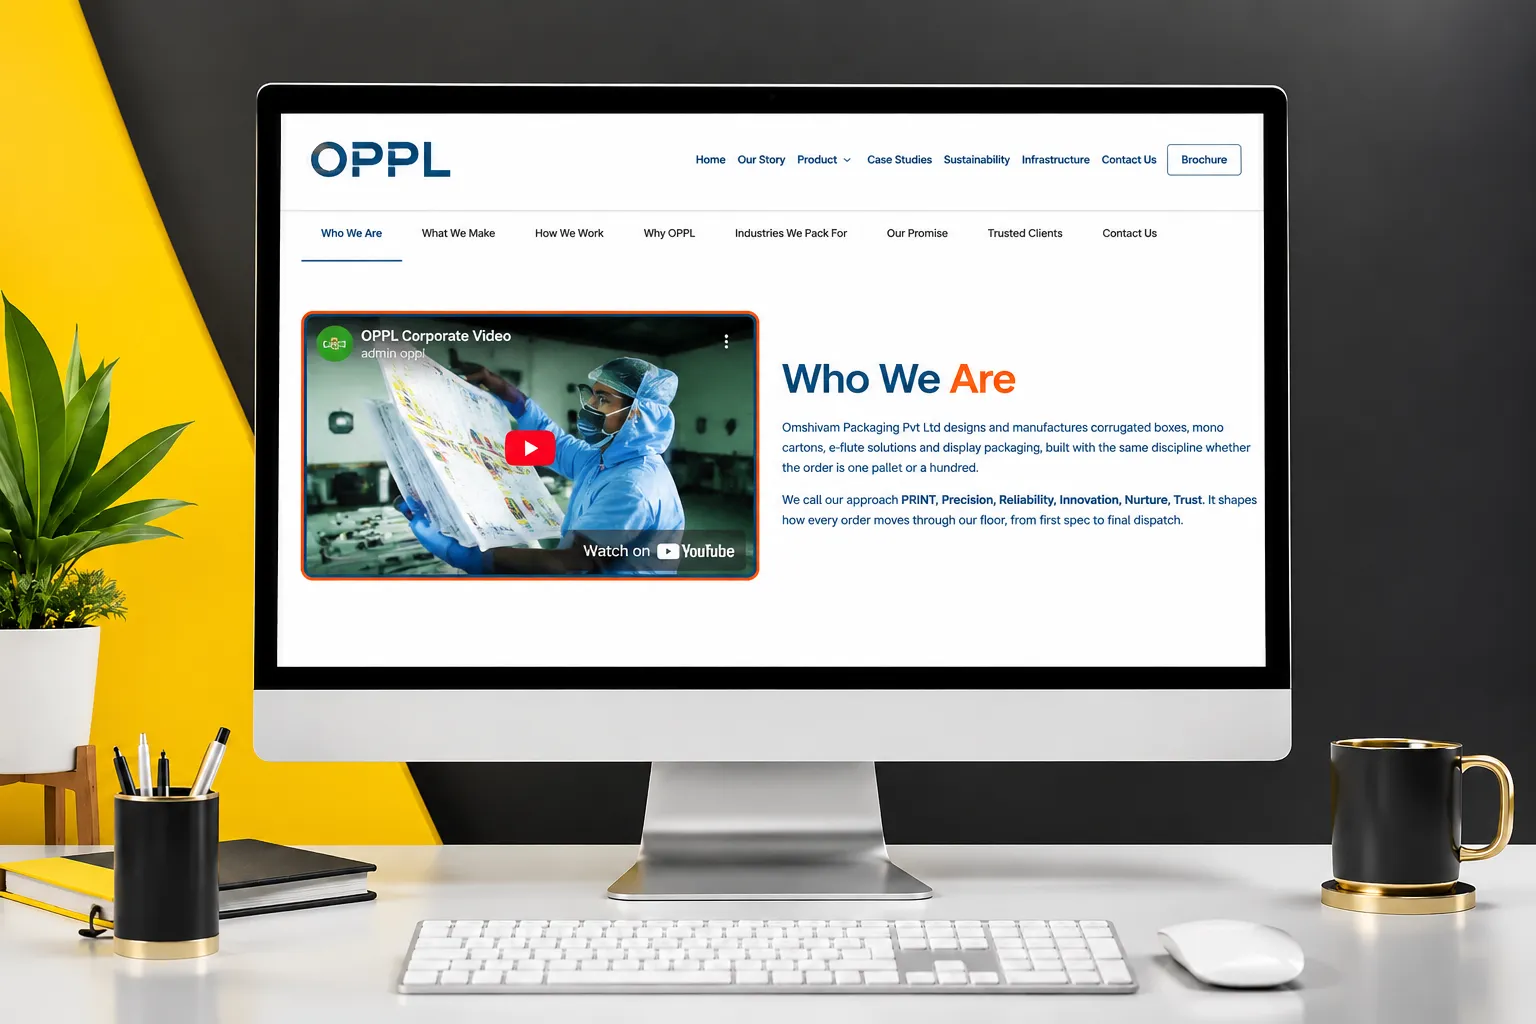 OPPL
Home Our Story Product Case Studies Sustainability Infrastructure Contact Us Brochure
Who We Are What We Make How We Work Why OPPL Industries We Pack For Our Promise Trusted Clients Contact Us
OPPL Corporate Video
admin oppl
Watch on YouTube
Who We Are
Omshivam Packaging Pvt Ltd designs and manufactures corrugated boxes, mono
cartons, e-flute solutions and display packaging, built with the same discipline whether
the order is one pallet or a hundred.
We call our approach PRINT, Precision, Reliability, Innovation, Nurture, Trust. It shapes
how every order moves through our floor, from first spec to final dispatch.